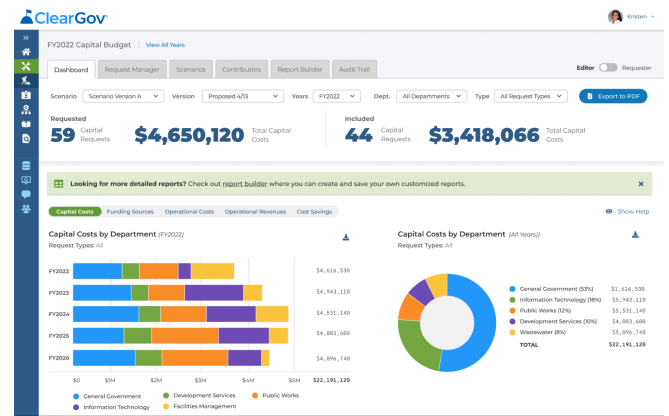 ClearGov
Kristen
FY2022 Capital Budget | View All Years
Dashboard Request Manager Scenarios Contributors Report Builder Audit Trail
Editor Requester
Scenario Scenario Version A Version Proposed 4/13 Years FY2022 Dept. All Departments Type All Request Types Export to PDF
Requested
59 Capital Requests $4,650,120 Total Capital Costs
Included
44 Capital Requests $3,418,066 Total Capital Costs
Looking for more detailed reports? Check out report builder where you can create and save your own customized reports. x
Capital Costs Funding Sources Operational Costs Operational Revenues Cost Savings
Show Help
Capital Costs by Department (FY2022)
Request Types: All
FY2022 $4,616,530
FY2023 $4,943,110
FY2024 $4,531,140
FY2025 $4,003,600
FY2026 $4,096,740
$0 $1M $2M $3M $4M $5M $22,191,120
General Government Development Services Public Works
Information Technology Facilities Management
Capital Costs by Department (All Years))
Request Types: All
General Government (53%) $1,616,530
Information Technology (18%) $5,943,110
Public Works (12%) $5,531,140
Development Services (10%) $4,003,600
Wastewater (8%) $5,096,740
TOTAL $22,191,120